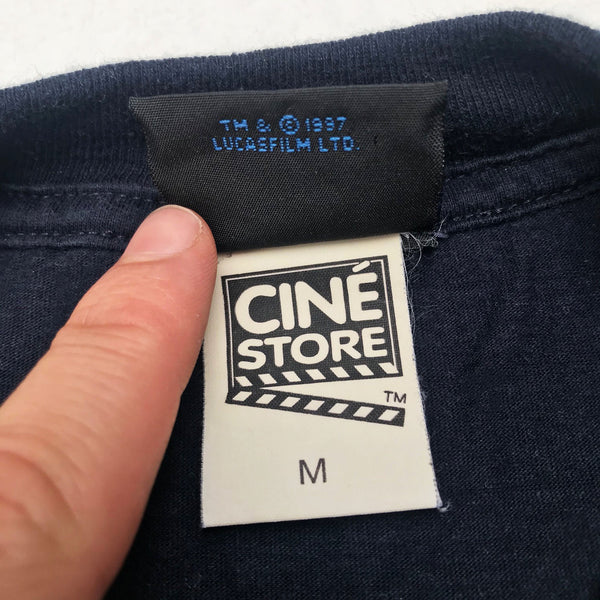 TM & © 1997
LUCASFILM LTD.
CINÉ
STORE
TM
M